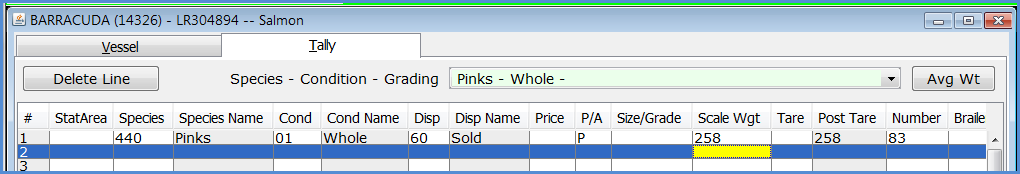 BARRACUDA (14326) - LR304894 -- Salmon
Vessel Tally
Delete Line Species - Condition - Grading Pinks - Whole - Avg Wt
# StatArea Species Species Name Cond Cond Name Disp Disp Name Price P/A Size/Grade Scale Wgt Tare Post Tare Number Braile
1 440 Pinks 01 Whole 60 Sold P 258 258 83
2
3